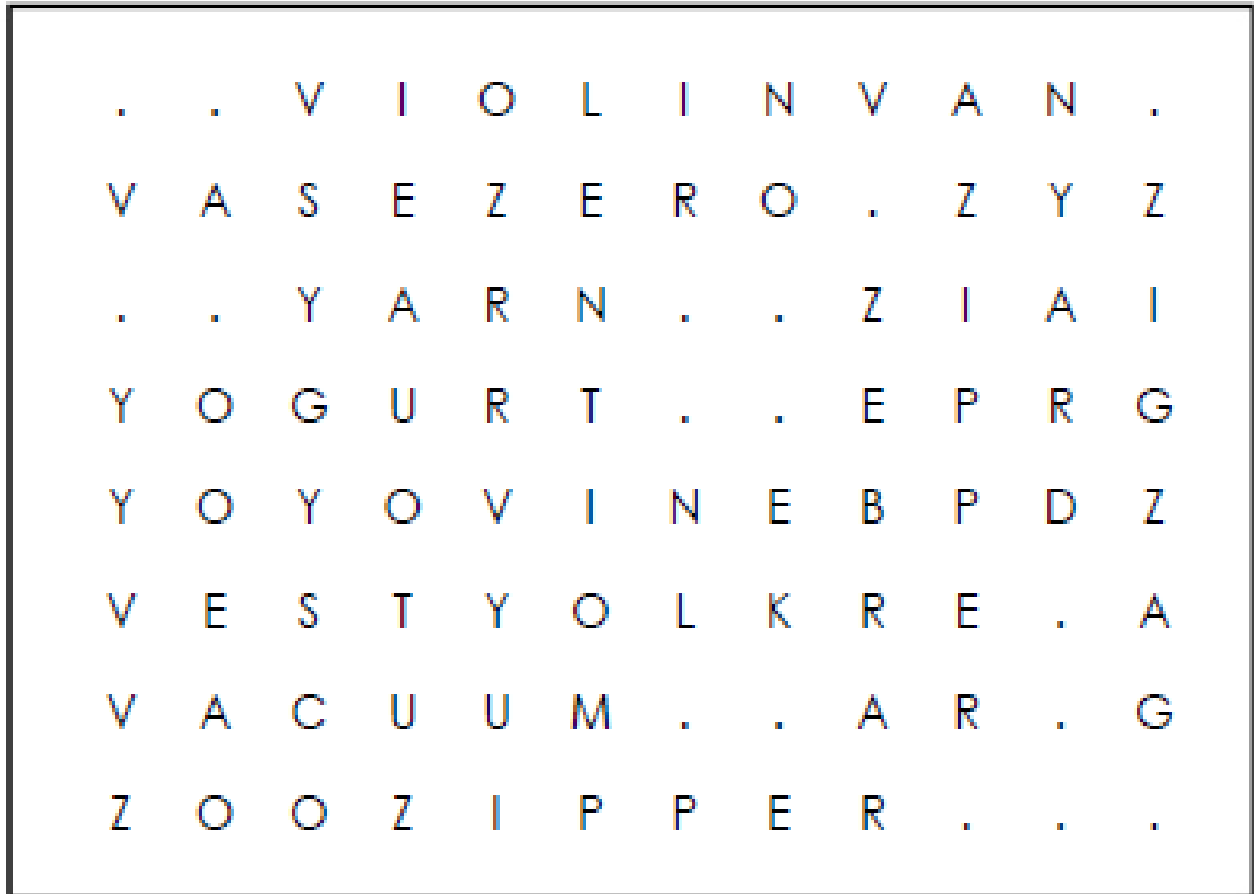 . . V I O L I N V A N .
V A S E Z E R O . Z Y Z
. . Y A R N . . Z I A I
Y O G U R T . . E P R G
Y O Y O V I N E B P D Z
V E S T Y O L K R E . A
V A C U U M . . A R . G
Z O O Z I P P E R . . .